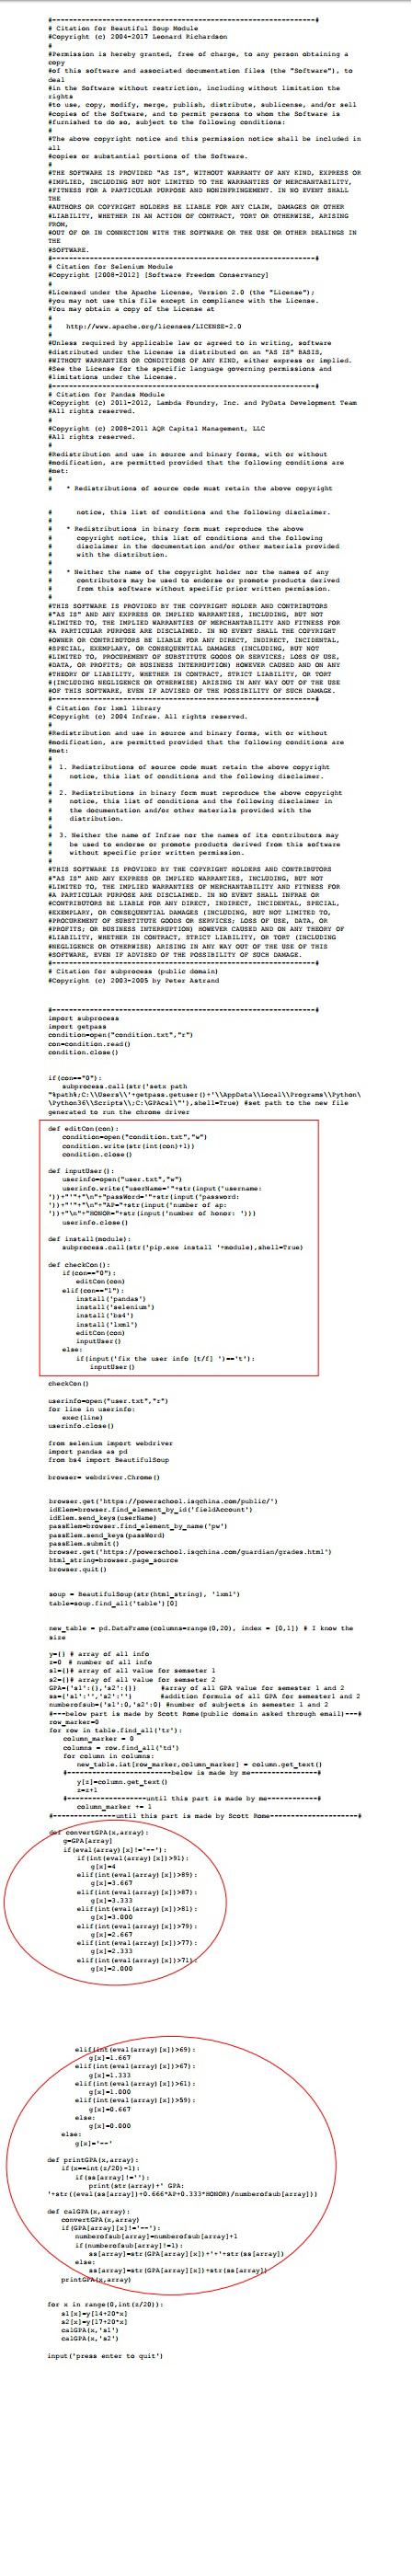 #----------------------------------------------------------#
# Citation for Beautiful Soup Module
#Copyright (c) 2004-2017 Leonard Richardson
#
#Permission is hereby granted, free of charge, to any person obtaining a
copy
#of this software and associated documentation files (the "Software"), to
deal
#in the Software without restriction, including without limitation the
rights
#to use, copy, modify, merge, publish, distribute, sublicense, and/or sell
#copies of the Software, and to permit persons to whom the Software is
#furnished to do so, subject to the following conditions:
#
#The above copyright notice and this permission notice shall be included in
all
#copies or substantial portions of the Software.
#
#THE SOFTWARE IS PROVIDED "AS IS", WITHOUT WARRANTY OF ANY KIND, EXPRESS OR
#IMPLIED, INCLUDING BUT NOT LIMITED TO THE WARRANTIES OF MERCHANTABILITY,
#FITNESS FOR A PARTICULAR PURPOSE AND NONINFRINGEMENT. IN NO EVENT SHALL
THE
#AUTHORS OR COPYRIGHT HOLDERS BE LIABLE FOR ANY CLAIM, DAMAGES OR OTHER
#LIABILITY, WHETHER IN AN ACTION OF CONTRACT, TORT OR OTHERWISE, ARISING
FROM,
#OUT OF OR IN CONNECTION WITH THE SOFTWARE OR THE USE OR OTHER DEALINGS IN
THE
#SOFTWARE.
#----------------------------------------------------------#
# Citation for Selenium Module
#Copyright [2008-2012] [Software Freedom Conservancy]
#
#Licensed under the Apache License, Version 2.0 (the "License");
#you may not use this file except in compliance with the License.
#You may obtain a copy of the License at
#
#   http://www.apache.org/licenses/LICENSE-2.0
#
#Unless required by applicable law or agreed to in writing, software
#distributed under the License is distributed on an "AS IS" BASIS,
#WITHOUT WARRANTIES OR CONDITIONS OF ANY KIND, either express or implied.
#See the License for the specific language governing permissions and
#limitations under the License.
#----------------------------------------------------------#
# Citation for Pandas Module
#Copyright (c) 2011-2012, Lambda Foundry, Inc. and PyData Development Team
#All rights reserved.
#
#Copyright (c) 2008-2011 AQR Capital Management, LLC
#All rights reserved.
#
#Redistribution and use in source and binary forms, with or without
#modification, are permitted provided that the following conditions are
#met:
#
#   * Redistributions of source code must retain the above copyright
#     notice, this list of conditions and the following disclaimer.
#
#   * Redistributions in binary form must reproduce the above
#     copyright notice, this list of conditions and the following
#     disclaimer in the documentation and/or other materials provided
#     with the distribution.
#
#   * Neither the name of the copyright holder nor the names of any
#     contributors may be used to endorse or promote products derived
#     from this software without specific prior written permission.
#
#THIS SOFTWARE IS PROVIDED BY THE COPYRIGHT HOLDER AND CONTRIBUTORS
#"AS IS" AND ANY EXPRESS OR IMPLIED WARRANTIES, INCLUDING, BUT NOT
#LIMITED TO, THE IMPLIED WARRANTIES OF MERCHANTABILITY AND FITNESS FOR
#A PARTICULAR PURPOSE ARE DISCLAIMED. IN NO EVENT SHALL THE COPYRIGHT
#OWNER OR CONTRIBUTORS BE LIABLE FOR ANY DIRECT, INDIRECT, INCIDENTAL,
#SPECIAL, EXEMPLARY, OR CONSEQUENTIAL DAMAGES (INCLUDING, BUT NOT
#LIMITED TO, PROCUREMENT OF SUBSTITUTE GOODS OR SERVICES; LOSS OF USE,
#DATA, OR PROFITS; OR BUSINESS INTERRUPTION) HOWEVER CAUSED AND ON ANY
#THEORY OF LIABILITY, WHETHER IN CONTRACT, STRICT LIABILITY, OR TORT
#(INCLUDING NEGLIGENCE OR OTHERWISE) ARISING IN ANY WAY OUT OF THE USE
#OF THIS SOFTWARE, EVEN IF ADVISED OF THE POSSIBILITY OF SUCH DAMAGE.
#----------------------------------------------------------#
# Citation for lxml library
#Copyright (c) 2004 Infrae. All rights reserved.
#
#Redistribution and use in source and binary forms, with or without
#modification, are permitted provided that the following conditions are
#met:
#
#  1. Redistributions of source code must retain the above copyright
#     notice, this list of conditions and the following disclaimer.
#
#  2. Redistributions in binary form must reproduce the above copyright
#     notice, this list of conditions and the following disclaimer in
#     the documentation and/or other materials provided with the
#     distribution.
#
#  3. Neither the name of Infrae nor the names of its contributors may
#     be used to endorse or promote products derived from this software
#     without specific prior written permission.
#
#THIS SOFTWARE IS PROVIDED BY THE COPYRIGHT HOLDERS AND CONTRIBUTORS
#"AS IS" AND ANY EXPRESS OR IMPLIED WARRANTIES, INCLUDING, BUT NOT
#LIMITED TO, THE IMPLIED WARRANTIES OF MERCHANTABILITY AND FITNESS FOR
#A PARTICULAR PURPOSE ARE DISCLAIMED. IN NO EVENT SHALL INFRAE OR
#CONTRIBUTORS BE LIABLE FOR ANY DIRECT, INDIRECT, INCIDENTAL, SPECIAL,
#EXEMPLARY, OR CONSEQUENTIAL DAMAGES (INCLUDING, BUT NOT LIMITED TO,
#PROCUREMENT OF SUBSTITUTE GOODS OR SERVICES; LOSS OF USE, DATA, OR
#PROFITS; OR BUSINESS INTERRUPTION) HOWEVER CAUSED AND ON ANY THEORY OF
#LIABILITY, WHETHER IN CONTRACT, STRICT LIABILITY, OR TORT (INCLUDING
#NEGLIGENCE OR OTHERWISE) ARISING IN ANY WAY OUT OF THE USE OF THIS
#SOFTWARE, EVEN IF ADVISED OF THE POSSIBILITY OF SUCH DAMAGE.
#----------------------------------------------------------#
# Citation for subprocess (public domain)
#Copyright (c) 2003-2005 by Peter Astrand
#----------------------------------------------------------#
import subprocess
import getpass
condition=open("condition.txt","r")
con=condition.read()
condition.close()
if(con=="0"):
   subprocess.call(str('setx path
"%path%;C:\\Users\\'+getpass.getuser()+'\\AppData\\Local\\Programs\\Python\
\Python36\\Scripts\\;C:\GPAcal\"'),shell=True) #set path to the new file
generated to run the chrome driver
def editCon(con):
   condition=open("condition.txt","w")
   condition.write(str(int(con)+1))
   condition.close()
def inputUser():
   userinfo=open("user.txt","w")
   userinfo.write("userName='"+str(input('username:
'))+"'"+"\n"+"passWord='"+str(input('password:
'))+"'"+"\n"+"AP="+str(input('number of ap:
'))+"\n"+"HONOR="+str(input('number of honor: ')))
   userinfo.close()
def install(module):
   subprocess.call(str('pip.exe install '+module),shell=True)
def checkCon():
   if(con=="0"):
      editCon(con)
   elif(con=="1"):
      install('pandas')
      install('selenium')
      install('bs4')
      install('lxml')
      editCon(con)
      inputUser()
   else:
      if(input('fix the user info [t/f] ')=='t'):
         inputUser()
checkCon()
userinfo=open("user.txt","r")
for line in userinfo:
   exec(line)
userinfo.close()
from selenium import webdriver
import pandas as pd
from bs4 import BeautifulSoup
browser= webdriver.Chrome()
browser.get('https://powerschool.isqchina.com/public/')
idElem=browser.find_element_by_id('fieldAccount')
idElem.send_keys(userName)
passElem=browser.find_element_by_name('pw')
passElem.send_keys(passWord)
passElem.submit()
browser.get('https://powerschool.isqchina.com/guardian/grades.html')
html_string=browser.page_source
browser.quit()
soup = BeautifulSoup(str(html_string), 'lxml')
table=soup.find_all('table')[0]
new_table = pd.DataFrame(columns=range(0,20), index = [0,1]) # I know the
size
y={} # array of all info
z=0  # number of all info
s1={}# array of all value for semseter 1
s2={}# array of all value for semseter 2
GPA={'s1':{},'s2':{}}     #array of all GPA value for semester 1 and 2
ss={'s1':'','s2':''}      #addition formula of all GPA for semester1 and 2
numberofsub={'s1':0,'s2':0} #number of subjects in semester 1 and 2
#---below part is made by Scott Rome(public domain asked through email)---#
row_marker=0
for row in table.find_all('tr'):
   column_marker = 0
   columns = row.find_all('td')
   for column in columns:
      new_table.iat[row_marker,column_marker] = column.get_text()
   #----------------------below is made by me---------------#
      y[z]=column.get_text()
      z=z+1
   #-----------------until this part is made by me-----------#
      column_marker += 1
#--------------until this part is made by Scott Rome--------------------#
def convertGPA(x,array):
   g=GPA[array]
   if(eval(array)[x]!='--'):
      if(int(eval(array)[x])>91):
         g[x]=4
      elif(int(eval(array)[x])>89):
         g[x]=3.667
      elif(int(eval(array)[x])>87):
         g[x]=3.333
      elif(int(eval(array)[x])>81):
         g[x]=3.000
      elif(int(eval(array)[x])>79):
         g[x]=2.667
      elif(int(eval(array)[x])>77):
         g[x]=2.333
      elif(int(eval(array)[x])>71):
         g[x]=2.000
      elif(int(eval(array)[x])>69):
         g[x]=1.667
      elif(int(eval(array)[x])>67):
         g[x]=1.333
      elif(int(eval(array)[x])>61):
         g[x]=1.000
      elif(int(eval(array)[x])>59):
         g[x]=0.667
      else:
         g[x]=0.000
   else:
      g[x]='--'
def printGPA(x,array):
   if(x==int(z/20)-1):
      if(ss[array]!=''):
         print(str(array)+' GPA:
'+str((eval(ss[array])+0.666*AP+0.333*HONOR)/numberofsub[array]))
def calGPA(x,array):
   convertGPA(x,array)
   if(GPA[array][x]!='--'):
      numberofsub[array]=numberofsub[array]+1
      if(numberofsub[array]!=1):
         ss[array]=str(GPA[array][x])+'+'+str(ss[array])
      else:
         ss[array]=str(GPA[array][x])+str(ss[array])
   printGPA(x,array)
for x in range(0,int(z/20)):
   s1[x]=y[14+20*x]
   s2[x]=y[17+20*x]
   calGPA(x,'s1')
   calGPA(x,'s2')
input('press enter to quit')